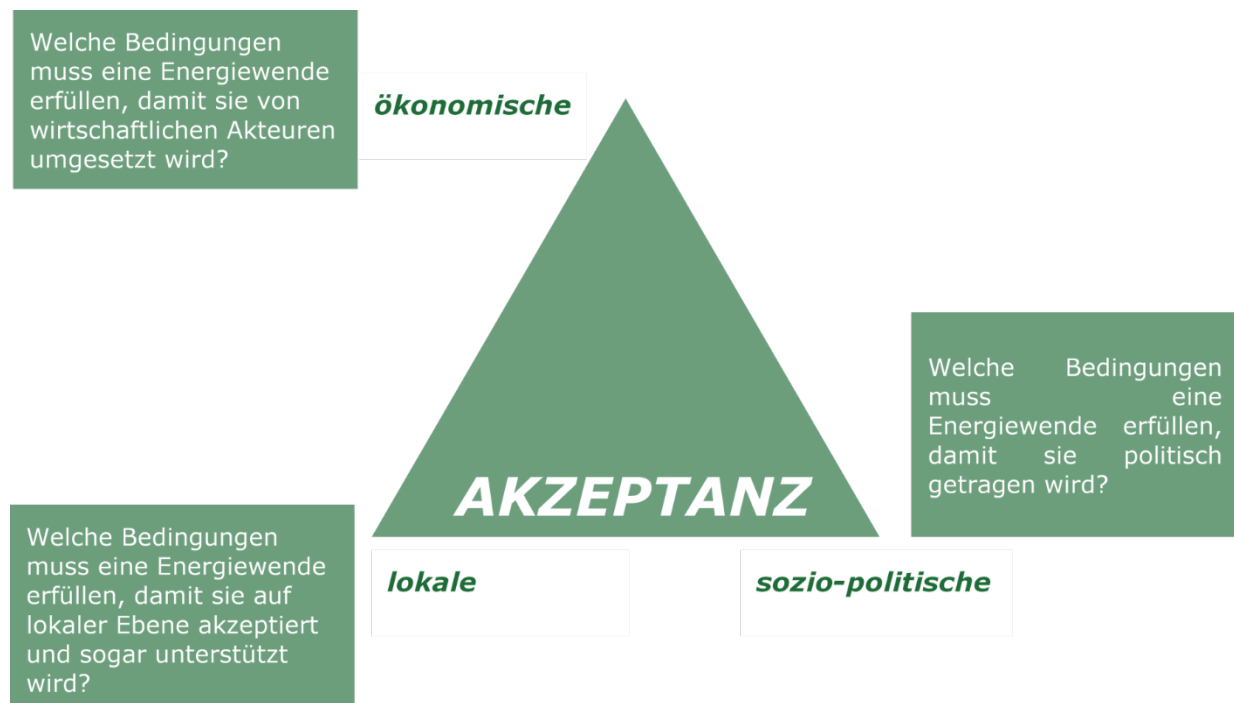 Welche Bedingungen
muss eine Energiewende
erfüllen, damit sie von
wirtschaftlichen Akteuren
umgesetzt wird?
ökonomische
Welche Bedingungen
muss eine
Energiewende erfüllen,
damit sie politisch
getragen wird?
AKZEPTANZ
Welche Bedingungen
muss eine Energiewende
erfüllen, damit sie auf
lokaler Ebene akzeptiert
und sogar unterstützt
wird?
lokale
sozio-politische